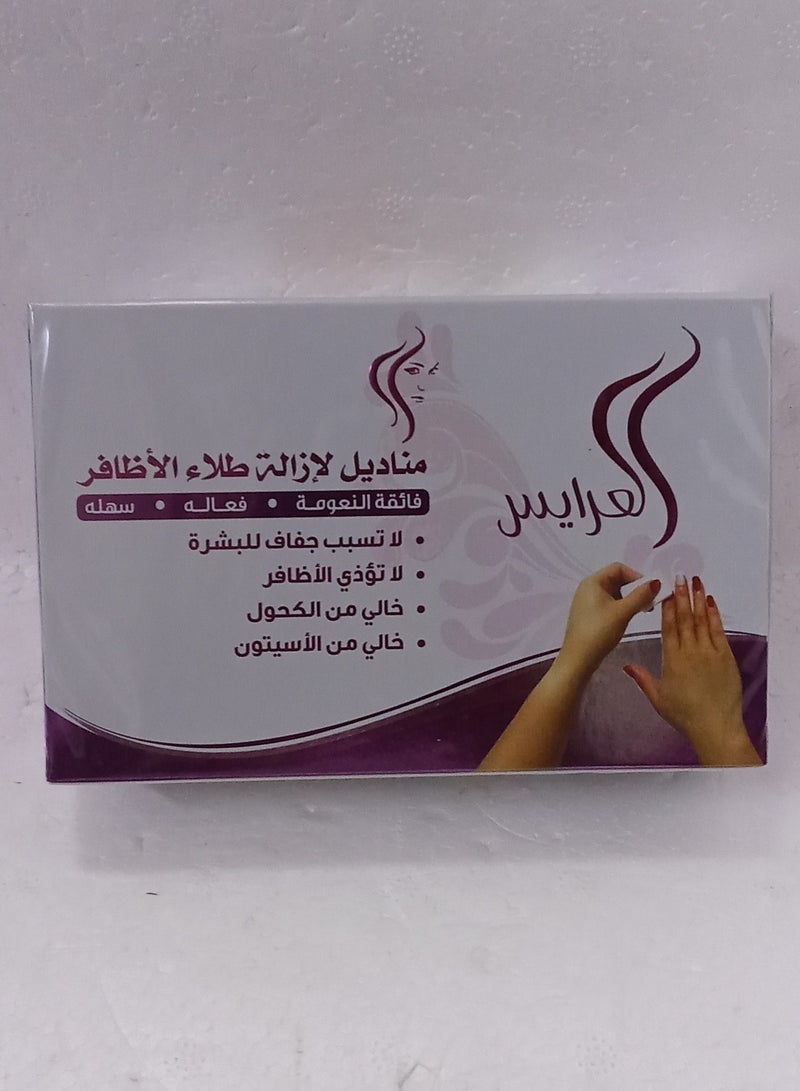 العرايس
مناديل لإزالة طلاء الأظافر
فائقة النعومة • فعاله • سهله
• لا تسبب جفاف للبشرة
• لا تؤذي الأظافر
• خالي من الكحول
• خالي من الأسيتون